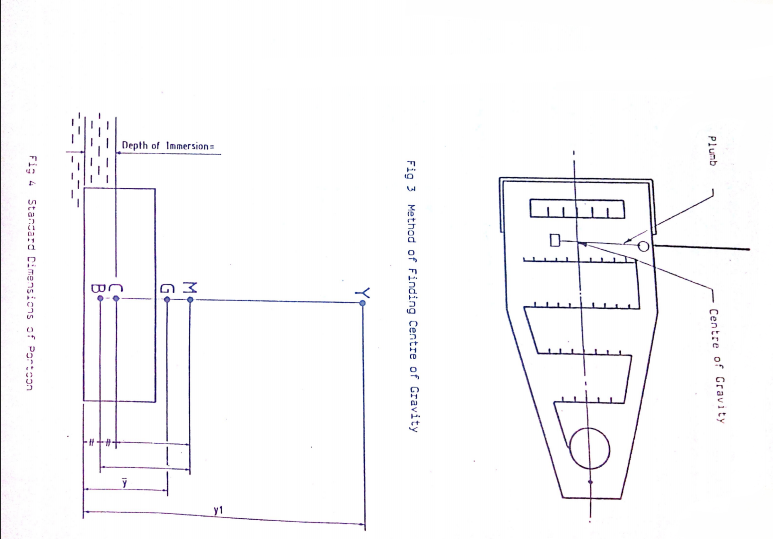 Plumb
Centre of Gravity
Fig 3 Method of Finding Centre of Gravity
Depth of Immersion=
Y
M
G
C
B
ȳ
y1
Fig 4 Standard Dimensions of Pontoon